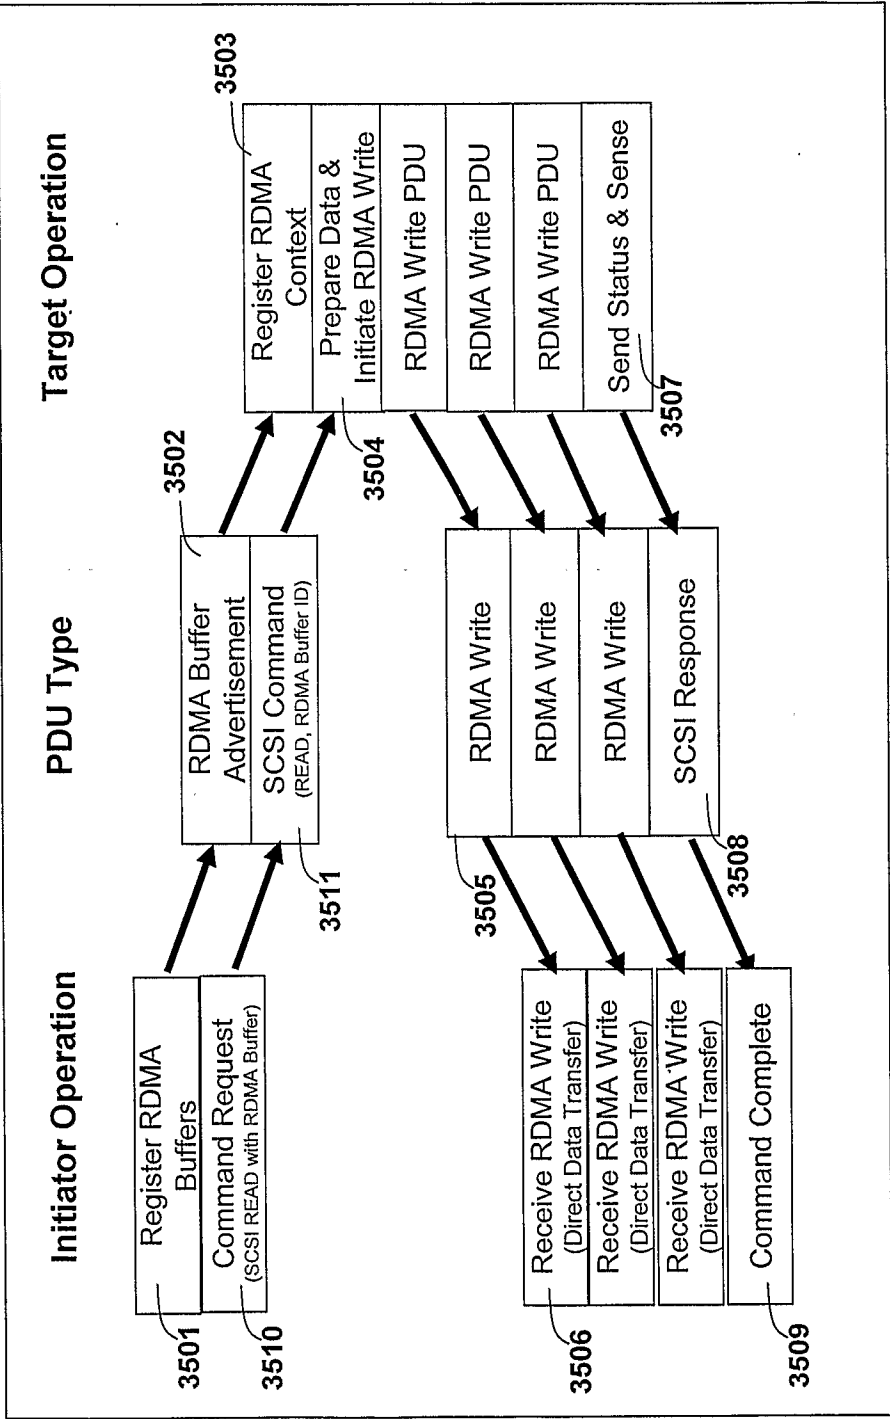 Initiator Operation
PDU Type
Target Operation
Register RDMA
Buffers
3501
Command Request
(SCSI READ with RDMA Buffer)
3510
RDMA Buffer
Advertisement
3502
SCSI Command
(READ, RDMA Buffer ID)
3511
Register RDMA
Context
3503
Prepare Data &
Initiate RDMA Write
3504
RDMA Write PDU
RDMA Write PDU
RDMA Write PDU
Send Status & Sense
3507
RDMA Write
3505
RDMA Write
RDMA Write
SCSI Response
3508
Receive RDMA Write
(Direct Data Transfer)
3506
Receive RDMA Write
(Direct Data Transfer)
Receive RDMA Write
(Direct Data Transfer)
Command Complete
3509